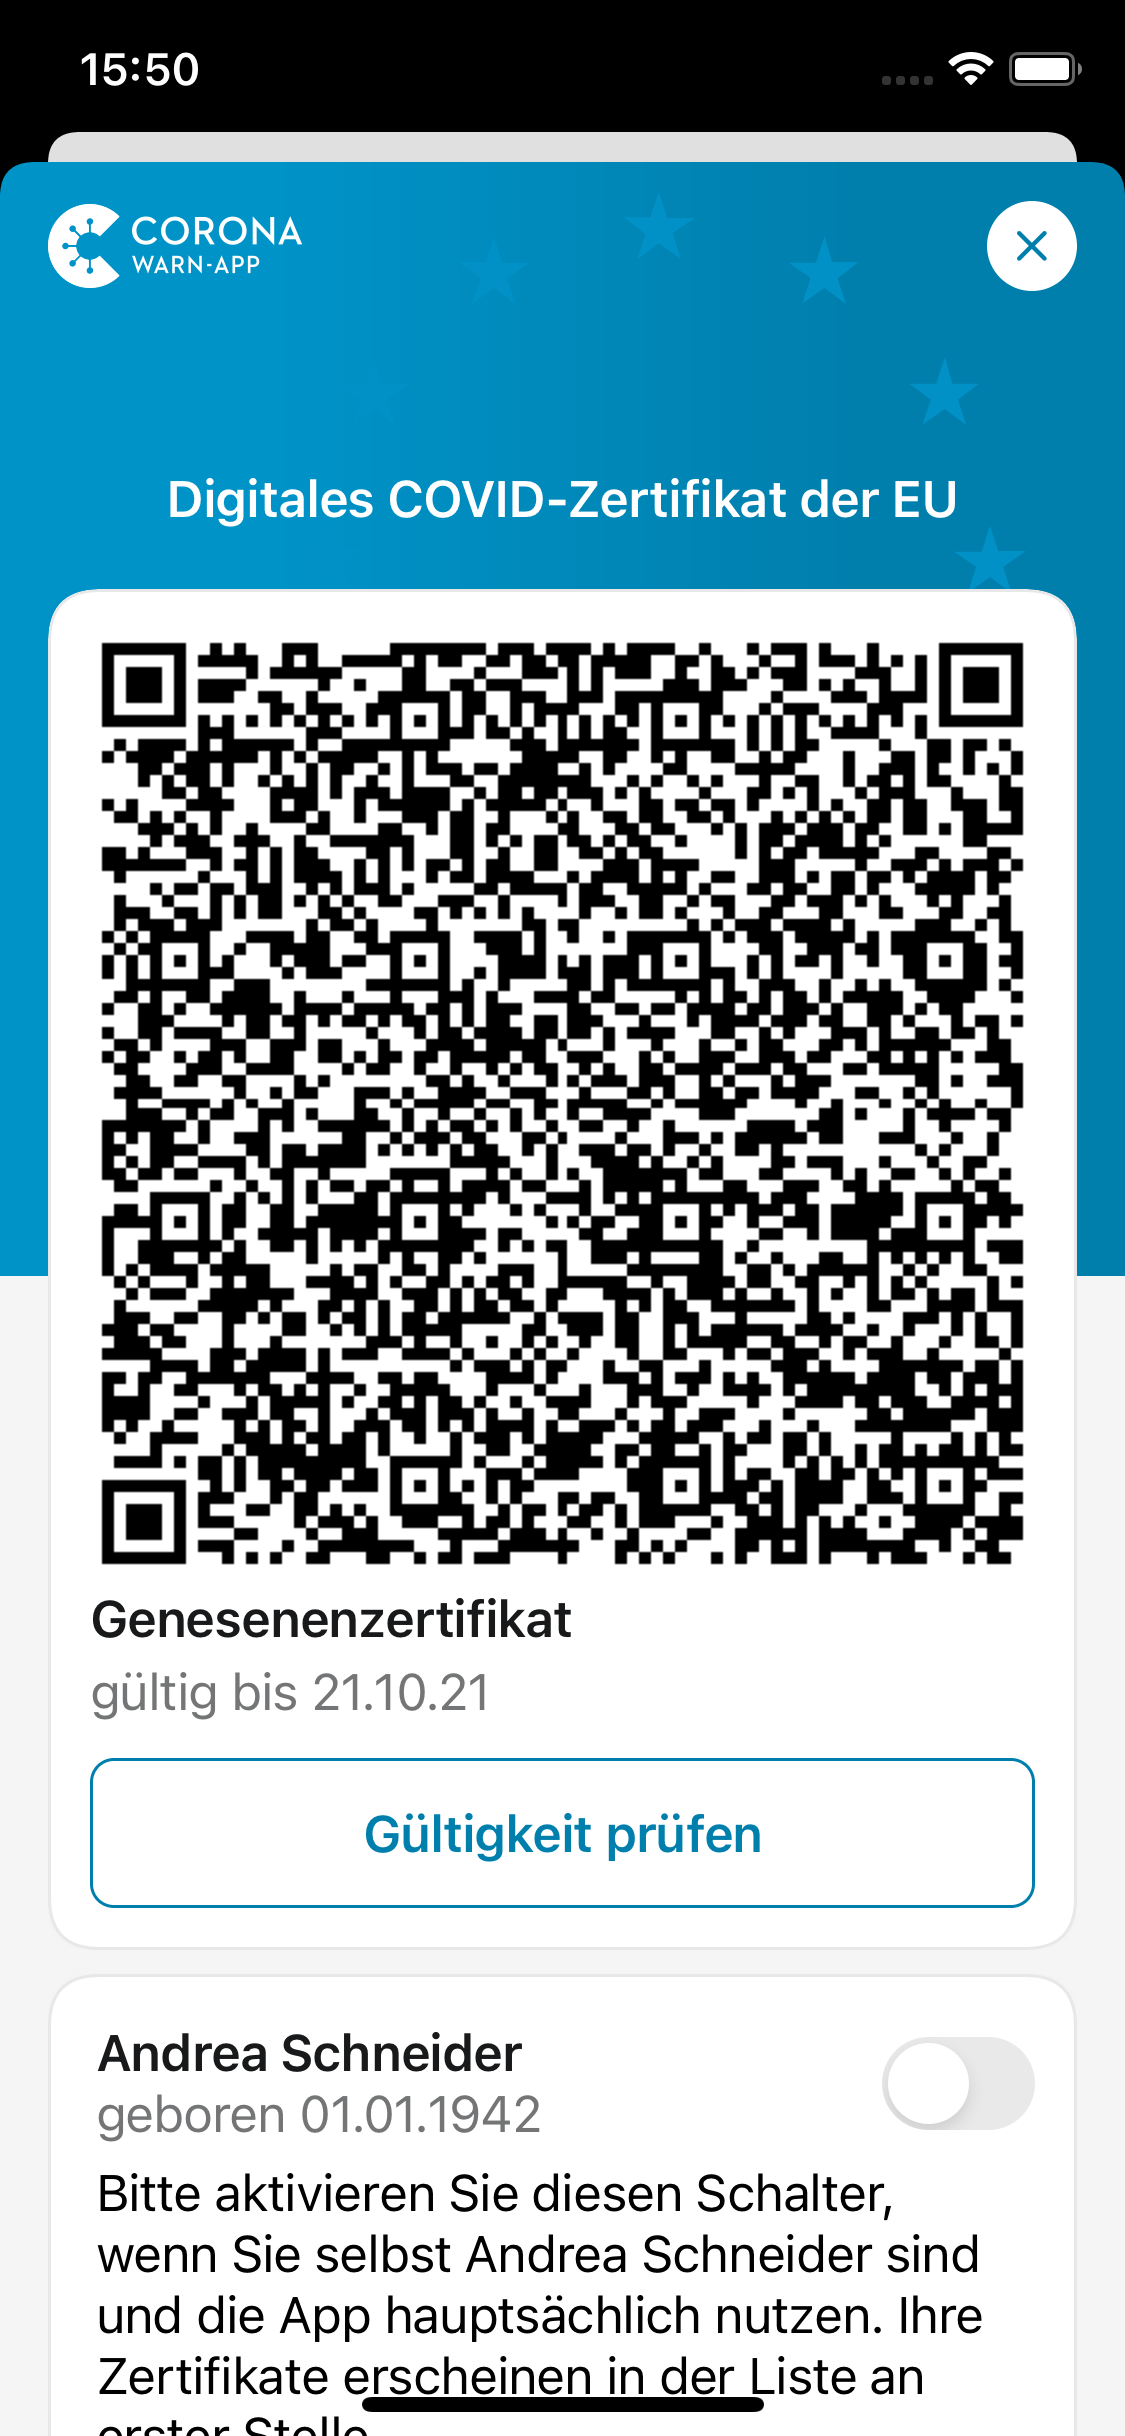 15:50
CORONA
WARN-APP
Digitales COVID-Zertifikat der EU
Genesenenzertifikat
gültig bis 21.10.21
Gültigkeit prüfen
Andrea Schneider
geboren 01.01.1942
Bitte aktivieren Sie diesen Schalter,
wenn Sie selbst Andrea Schneider sind
und die App hauptsächlich nutzen. Ihre
Zertifikate erscheinen in der Liste an
erster Stelle.